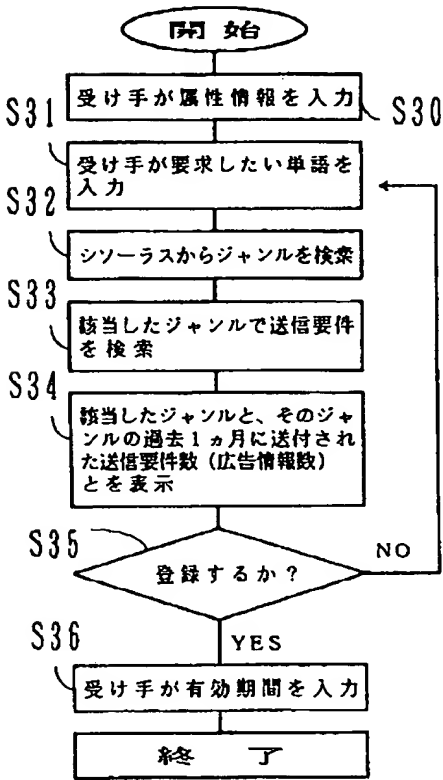 開始
受け手が属性情報を入力
S30
S31
受け手が要求したい単語を
入力
S32
シソーラスからジャンルを検索
S33
該当したジャンルで送信要件
を検索
S34
該当したジャンルと、そのジャ
ンルの過去1ヵ月に送付され
た送信要件数(広告情報数)
とを表示
S35
登録するか?
NO
YES
S36
受け手が有効期間を入力
終了